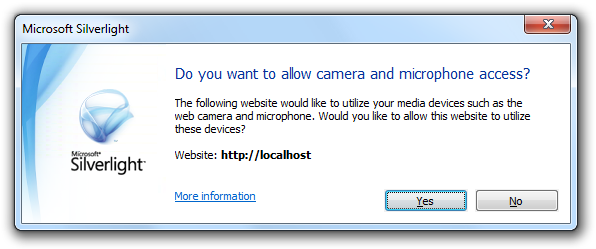 Microsoft Silverlight
Do you want to allow camera and microphone access?
The following website would like to utilize your media devices such as the
web camera and microphone. Would you like to allow this website to utilize
these devices?
Microsoft®
Silverlight™
Website: http://localhost
More information
Yes
No